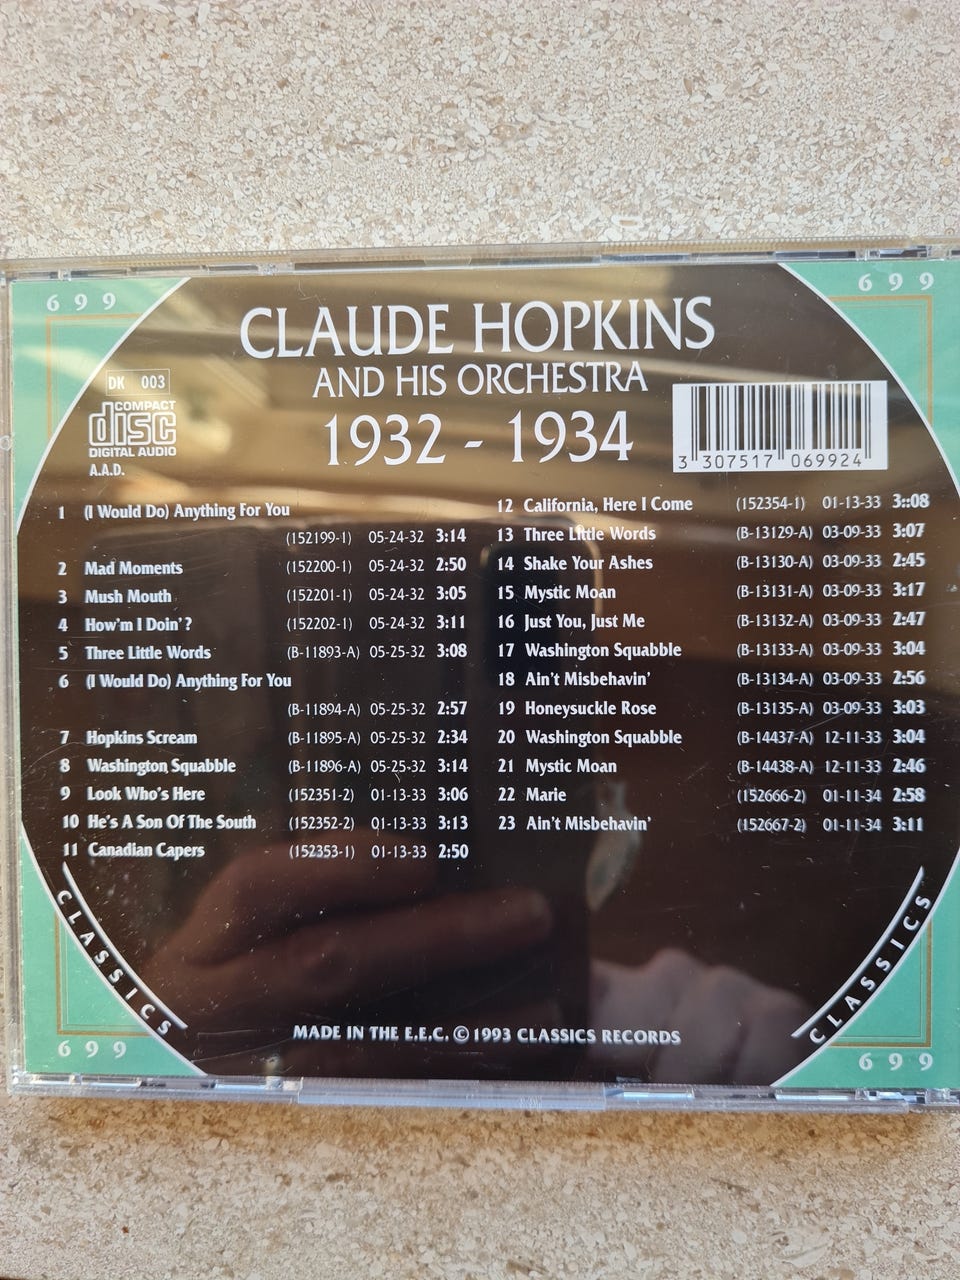 699
699
CLAUDE HOPKINS
AND HIS ORCHESTRA
1932 - 1934
DK 003
COMPACT
disc
DIGITAL AUDIO
A.A.D.
3 307517 069924
1 (I Would Do) Anything For You
(152199-1) 05-24-32 3:14
2 Mad Moments (152200-1) 05-24-32 2:50
3 Mush Mouth (152201-1) 05-24-32 3:05
4 How'm I Doin'? (152202-1) 05-24-32 3:11
5 Three Little Words (B-11893-A) 05-25-32 3:08
6 (I Would Do) Anything For You
(B-11894-A) 05-25-32 2:57
7 Hopkins Scream (B-11895-A) 05-25-32 2:34
8 Washington Squabble (B-11896-A) 05-25-32 3:14
9 Look Who's Here (152351-2) 01-13-33 3:06
10 He's A Son Of The South (152352-2) 01-13-33 3:13
11 Canadian Capers (152353-1) 01-13-33 2:50
12 California, Here I Come (152354-1) 01-13-33 3::08
13 Three Little Words (B-13129-A) 03-09-33 3:07
14 Shake Your Ashes (B-13130-A) 03-09-33 2:45
15 Mystic Moan (B-13131-A) 03-09-33 3:17
16 Just You, Just Me (B-13132-A) 03-09-33 2:47
17 Washington Squabble (B-13133-A) 03-09-33 3:04
18 Ain't Misbehavin' (B-13134-A) 03-09-33 2:56
19 Honeysuckle Rose (B-13135-A) 03-09-33 3:03
20 Washington Squabble (B-14437-A) 12-11-33 3:04
21 Mystic Moan (B-14438-A) 12-11-33 2:46
22 Marie (152666-2) 01-11-34 2:58
23 Ain't Misbehavin' (152667-2) 01-11-34 3:11
CLASSICS
CLASSICS
MADE IN THE E.E.C. © 1993 CLASSICS RECORDS
699
699